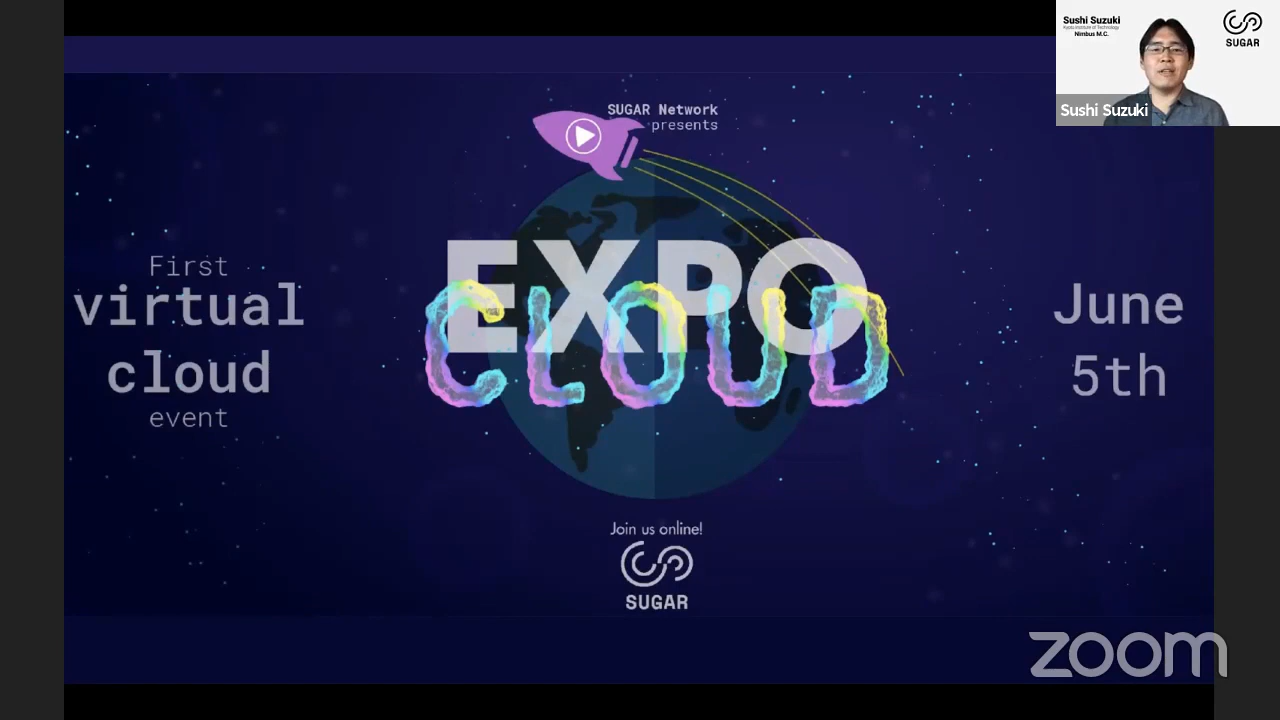 SUGAR Network
presents
EXPO
CLOUD
First
virtual
cloud
event
June
5th
Join us online!
SUGAR
Sushi Suzuki
Kyoto Institute of Technology
Nimbus M.C.
SUGAR
Sushi Suzuki
zoom